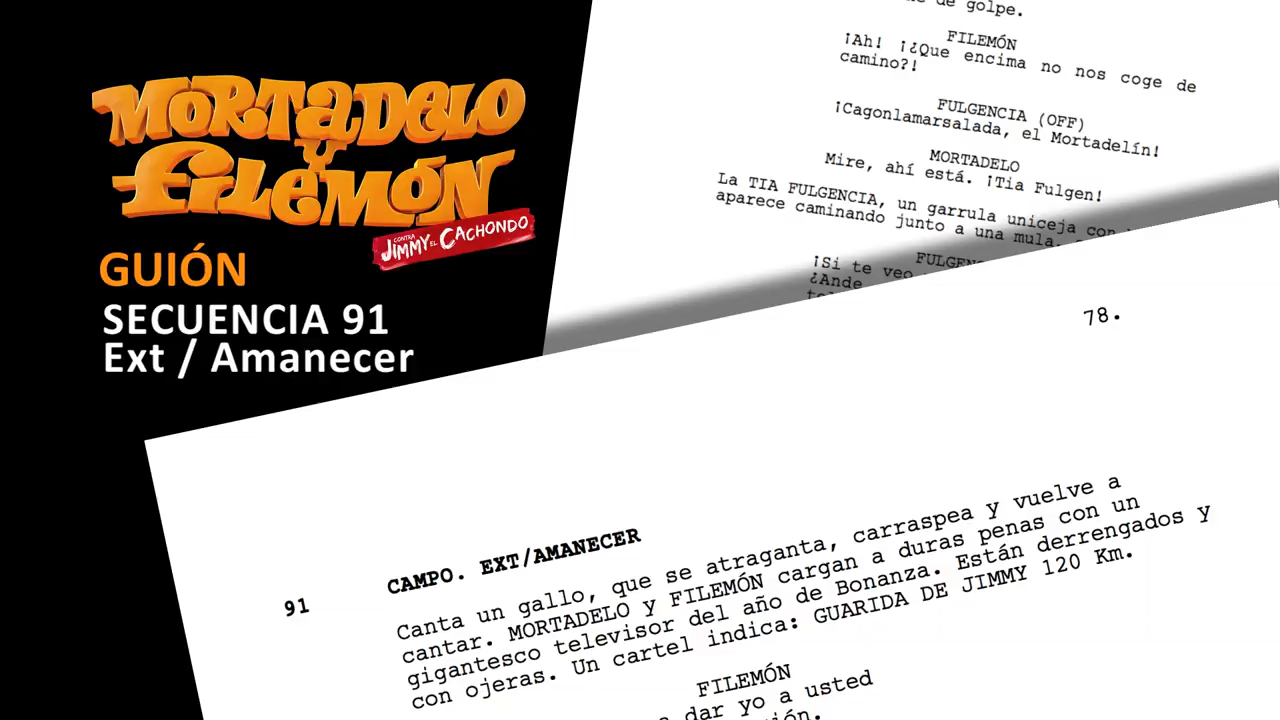 MORTADELO
Y
FILEMÓN
CONTRA
JIMMY EL CACHONDO
GUIÓN
SECUENCIA 91
Ext / Amanecer
de golpe.
FILEMÓN
¡Ah! ¡¿Que encima no nos coge de
camino?!
FULGENCIA (OFF)
¡Cagonlamarsalada, el Mortadelín!
MORTADELO
Mire, ahí está. ¡Tia Fulgen!
La TIA FULGENCIA, un garrula uniceja con
aparece caminando junto a una mula,
¡Si te veo
¿Ande
78.
91
CAMPO. EXT/AMANECER
Canta un gallo, que se atraganta, carraspea y vuelve a
cantar. MORTADELO y FILEMÓN cargan a duras penas con un
gigantesco televisor del año de Bonanza. Están derrengados y
con ojeras. Un cartel indica: GUARIDA DE JIMMY 120 Km.
FILEMÓN
dar yo a usted